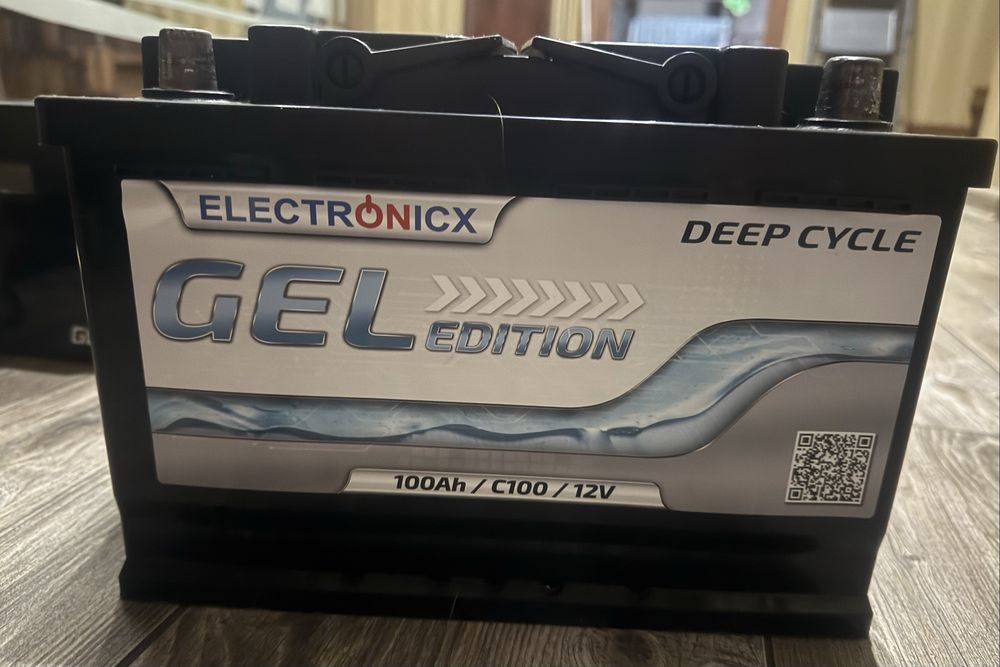 ELECTRONICX
DEEP CYCLE
GEL
EDITION
100Ah / C100 / 12V